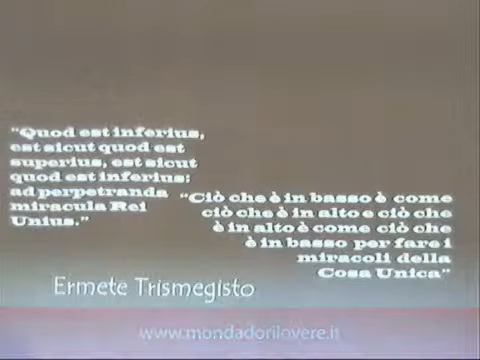 "Quod est inferius,
est sicut quod est
superius, est sicut
quod est inferius:
ad perpetranda
miracula Rei
Unius."
"Ciò che è in basso è come
ciò che è in alto e ciò che
è in alto è come ciò che
è in basso per fare i
miracoli della
Cosa Unica"
Ermete Trismegisto
www.mondadorilovere.it